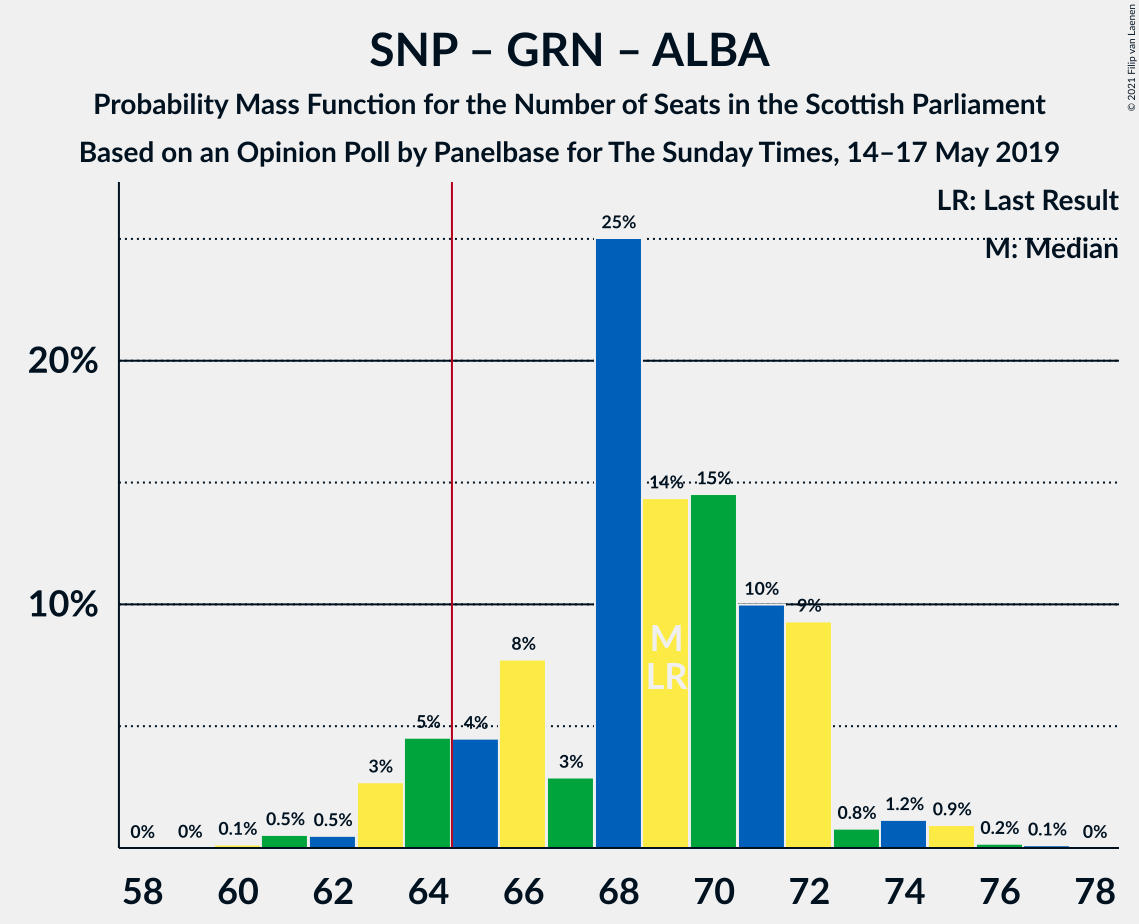 SNP – GRN – ALBA
Probability Mass Function for the Number of Seats in the Scottish Parliament
Based on an Opinion Poll by Panelbase for The Sunday Times, 14–17 May 2019
© 2021 Filip van Laenen
LR: Last Result
M: Median
20%
10%
0% 0% 0.1% 0.5% 0.5% 3% 5% 4% 8% 3% 25% 14% 15% 10% 9% 0.8% 1.2% 0.9% 0.2% 0.1% 0%
M
LR
58 60 62 64 66 68 70 72 74 76 78